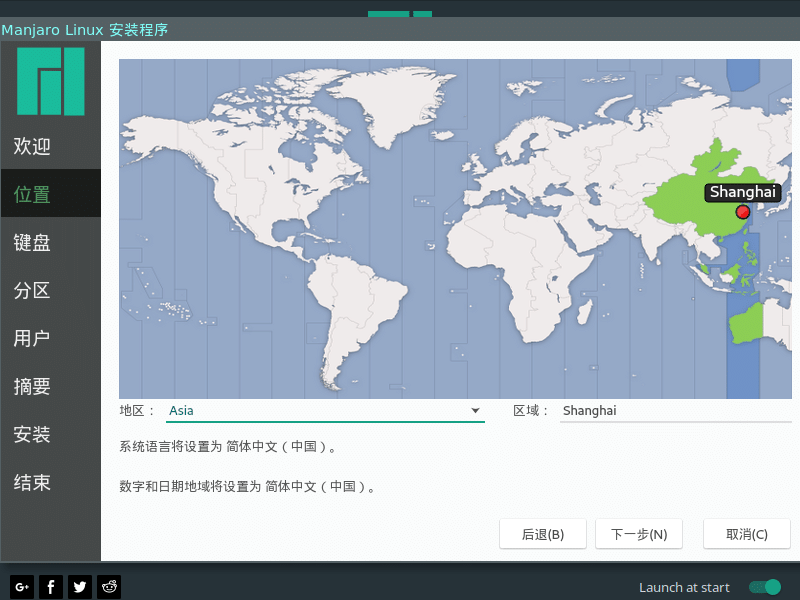 Manjaro Linux 安装程序
欢迎
位置
键盘
分区
用户
摘要
安装
结束
Shanghai
地区： Asia 区域： Shanghai
系统语言将设置为 简体中文 ( 中国 )。
数字和日期地域将设置为 简体中文 ( 中国 )。
后退(B) 下一步(N) 取消(C)
G+ f Launch at start